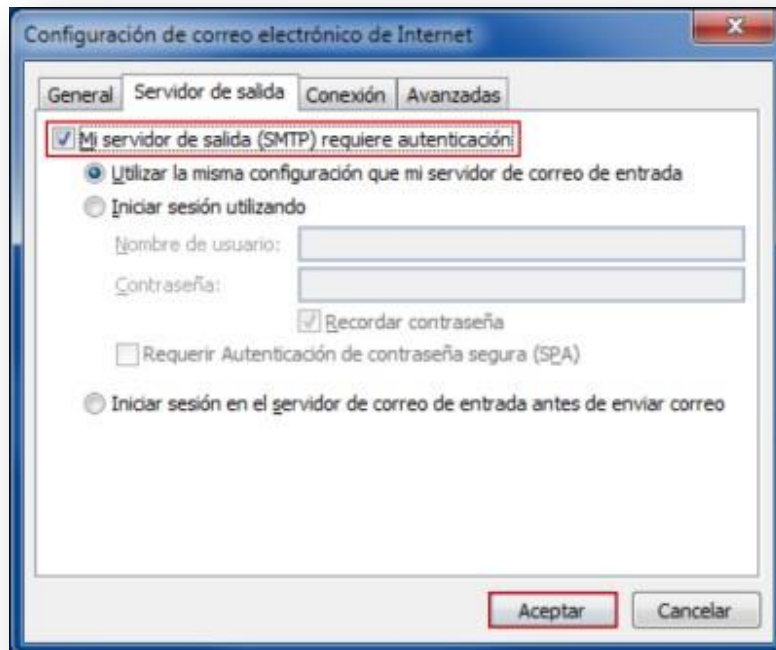 Configuración de correo electrónico de Internet
General Servidor de salida Conexión Avanzadas
Mi servidor de salida (SMTP) requiere autenticación
Utilizar la misma configuración que mi servidor de correo de entrada
Iniciar sesión utilizando
Nombre de usuario:
Contraseña:
Recordar contraseña
Requerir Autenticación de contraseña segura (SPA)
Iniciar sesión en el servidor de correo de entrada antes de enviar correo
Aceptar Cancelar